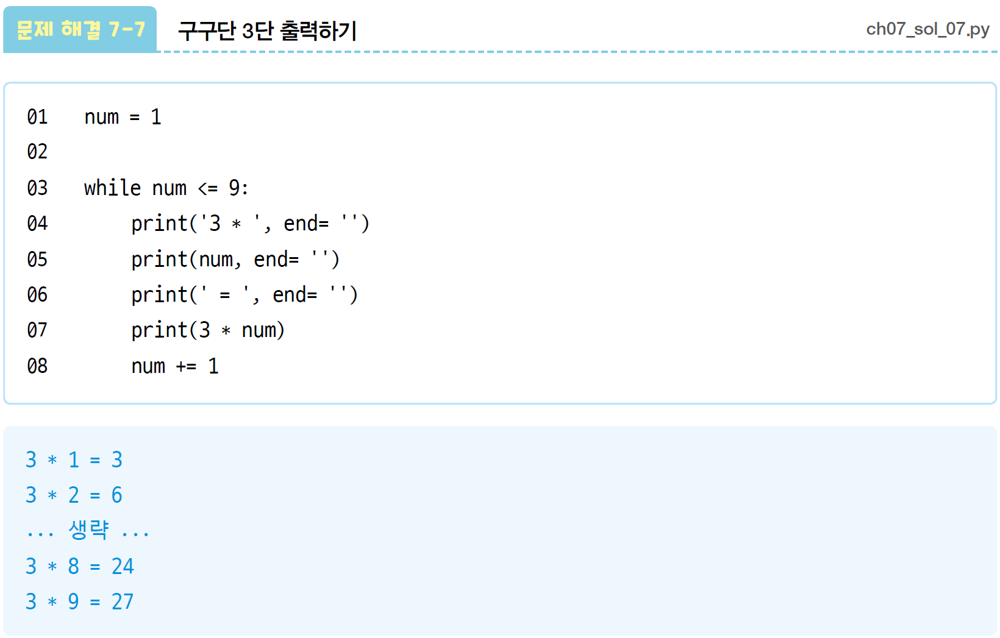 문제 해결 7-7 구구단 3단 출력하기 ch07_sol_07.py
01 num = 1
02
03 while num <= 9:
04     print('3 * ', end= '')
05     print(num, end= '')
06     print(' = ', end= '')
07     print(3 * num)
08     num += 1
3 * 1 = 3
3 * 2 = 6
... 생략 ...
3 * 8 = 24
3 * 9 = 27